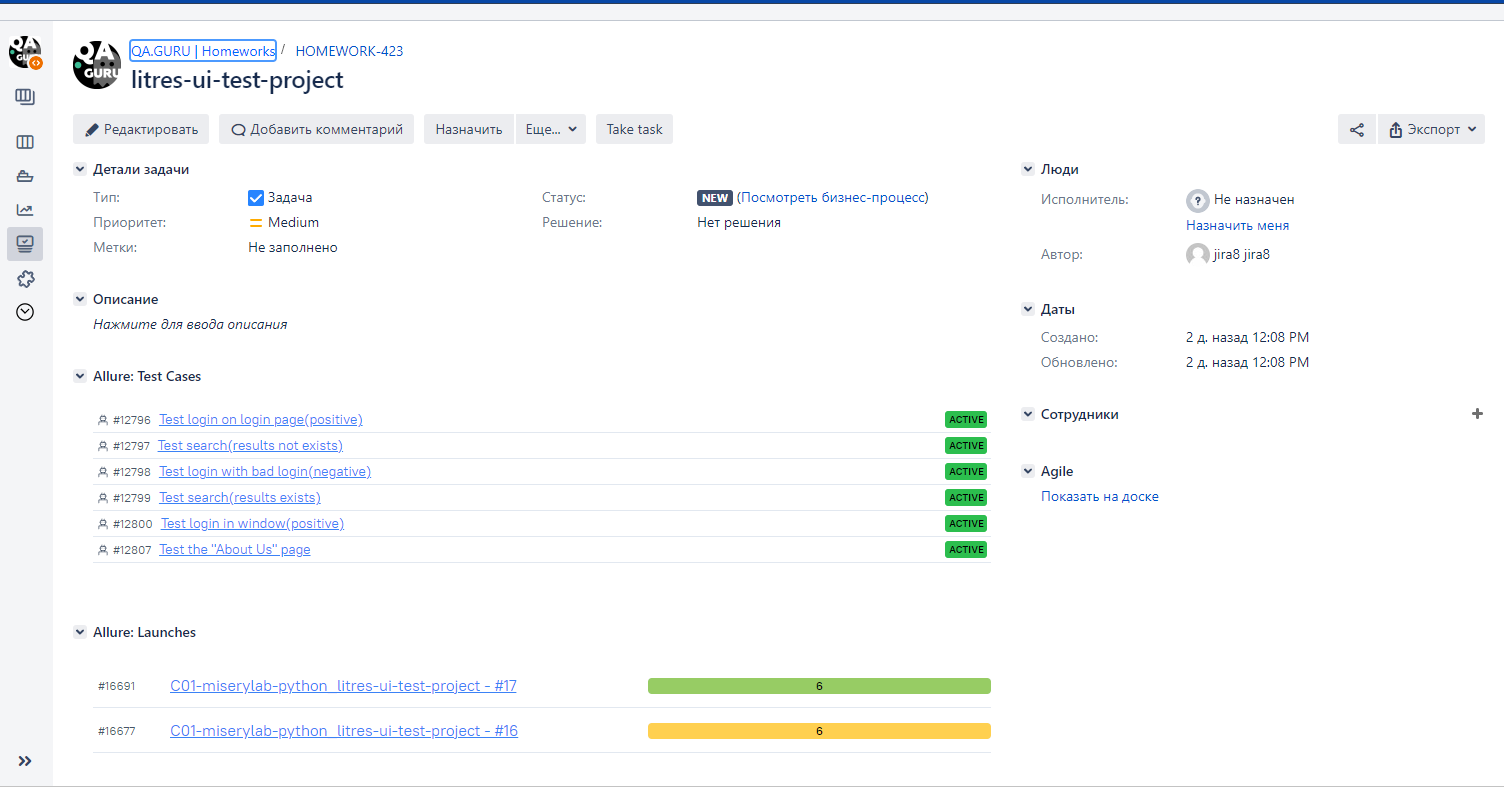 QA.GURU | Homeworks / HOMEWORK-423
litres-ui-test-project
QA
GURU
Редактировать Добавить комментарий Назначить Еще... Take task Экспорт
Детали задачи
Тип: Задача Статус: NEW (Посмотреть бизнес-процесс)
Приоритет: Medium Решение: Нет решения
Метки: Не заполнено
Описание
Нажмите для ввода описания
Allure: Test Cases
#12796 Test login on login page(positive) ACTIVE
#12797 Test search(results not exists) ACTIVE
#12798 Test login with bad login(negative) ACTIVE
#12799 Test search(results exists) ACTIVE
#12800 Test login in window(positive) ACTIVE
#12807 Test the "About Us" page ACTIVE
Allure: Launches
#16691 C01-miserylab-python_litres-ui-test-project - #17 6
#16677 C01-miserylab-python_litres-ui-test-project - #16 6
Люди
Исполнитель: Не назначен
Назначить меня
Автор: jira8 jira8
Даты
Создано: 2 д. назад 12:08 PM
Обновлено: 2 д. назад 12:08 PM
Сотрудники
Agile
Показать на доске